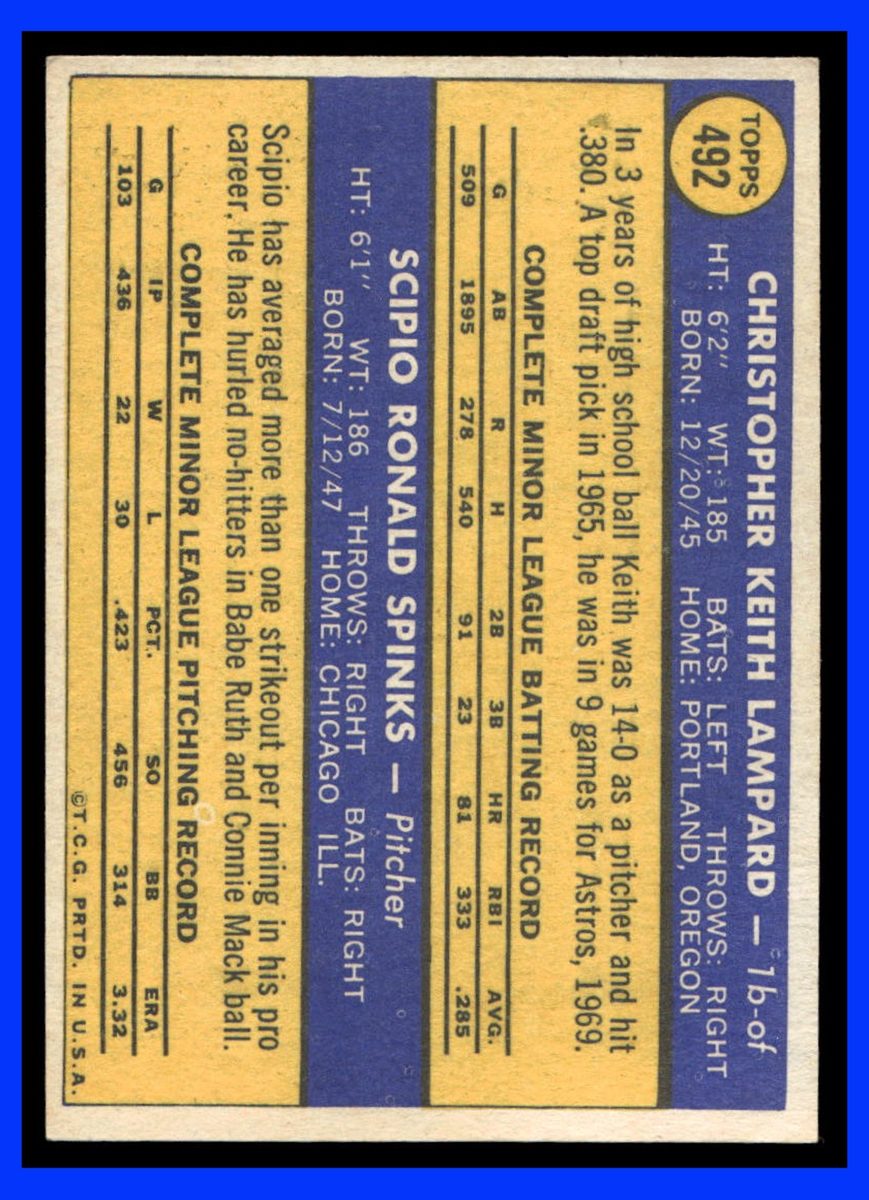 TOPPS
492
CHRISTOPHER KEITH LAMPARD — 1b-of
HT: 6'2" WT: 185 BATS: LEFT THROWS: RIGHT
BORN: 12/20/45 HOME: PORTLAND, OREGON
In 3 years of high school ball Keith was 14-0 as a pitcher and hit
.380. A top draft pick in 1965, he was in 9 games for Astros, 1969.
COMPLETE MINOR LEAGUE BATTING RECORD
G AB R H 2B 3B HR RBI AVG.
509 1895 278 540 91 23 81 333 .285
SCIPIO RONALD SPINKS — Pitcher
HT: 6'1" WT: 186 THROWS: RIGHT BATS: RIGHT
BORN: 7/12/47 HOME: CHICAGO ILL.
Scipio has averaged more than one strikeout per inning in his pro
career. He has hurled no-hitters in Babe Ruth and Connie Mack ball.
COMPLETE MINOR LEAGUE PITCHING RECORD
G IP W L PCT. SO BB ERA
103 436 22 30 .423 456 314 3.32
©T.C.G. PRTD. IN U.S.A.